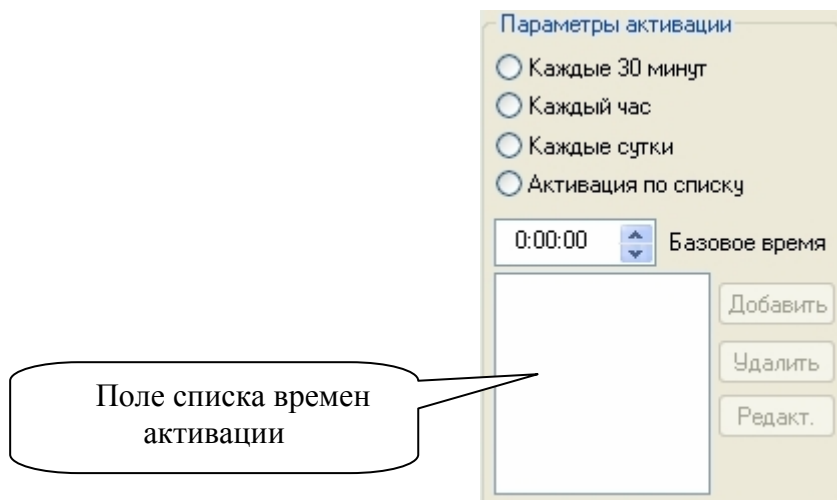 Параметры активации
Каждые 30 минут
Каждый час
Каждые сутки
Активация по списку
0:00:00 Базовое время
Добавить
Удалить
Редакт.
Поле списка времен
активации